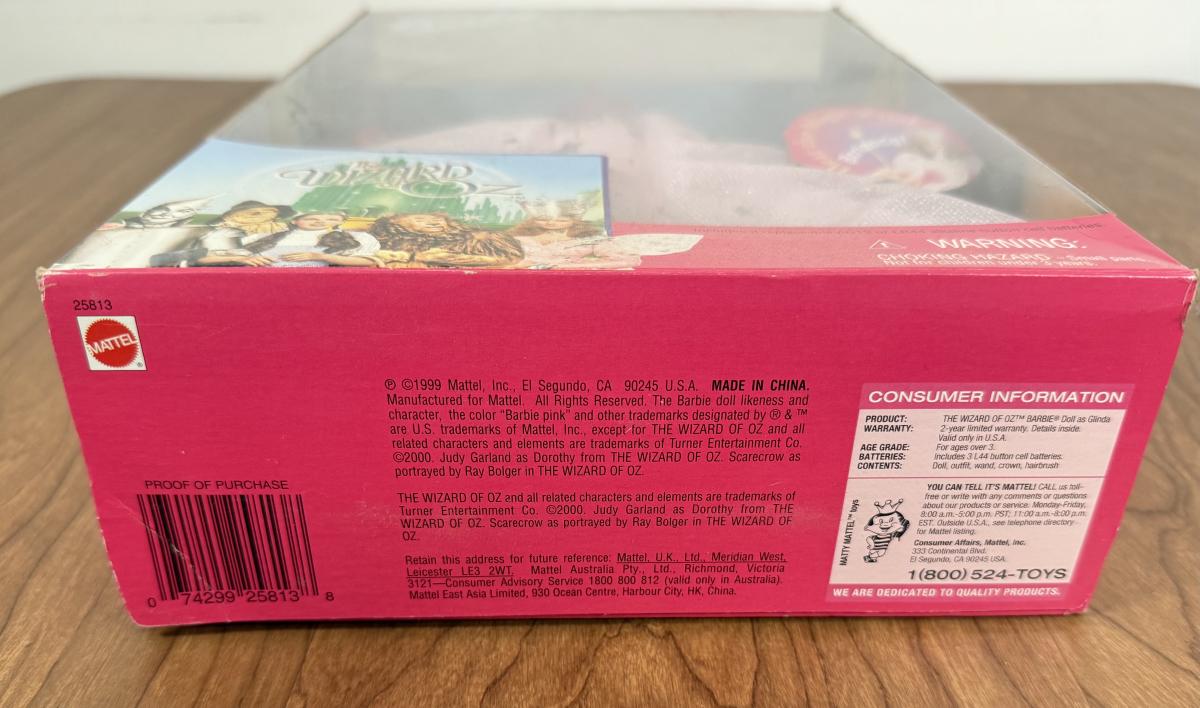 THE
WIZARD
OF OZ
WARNING:
CHOKING HAZARD – Small parts.
Not for children under 3 years.
25813
MATTEL
®
℗ ©1999 Mattel, Inc., El Segundo, CA 90245 U.S.A. MADE IN CHINA.
Manufactured for Mattel. All Rights Reserved. The Barbie doll likeness and
character, the color "Barbie pink" and other trademarks designated by ® & ™
are U.S. trademarks of Mattel, Inc., except for THE WIZARD OF OZ and all
related characters and elements are trademarks of Turner Entertainment Co.
©2000. Judy Garland as Dorothy from THE WIZARD OF OZ. Scarecrow as
portrayed by Ray Bolger in THE WIZARD OF OZ.
THE WIZARD OF OZ and all related characters and elements are trademarks of
Turner Entertainment Co. ©2000. Judy Garland as Dorothy from THE
WIZARD OF OZ. Scarecrow as portrayed by Ray Bolger in THE WIZARD OF
OZ.
Retain this address for future reference: Mattel, U.K., Ltd., Meridian West,
Leicester LE3 2WT. Mattel Australia Pty., Ltd., Richmond, Victoria
3121—Consumer Advisory Service 1800 800 812 (valid only in Australia).
Mattel East Asia Limited, 930 Ocean Centre, Harbour City, HK, China.
PROOF OF PURCHASE
0 74299 25813 8
CONSUMER INFORMATION
PRODUCT: THE WIZARD OF OZ™ BARBIE® Doll as Glinda
WARRANTY: 2-year limited warranty. Details inside.
Valid only in U.S.A.
AGE GRADE: For ages over 3.
BATTERIES: Includes 3 L44 button cell batteries.
CONTENTS: Doll, outfit, wand, crown, hairbrush
MATTY MATTEL™ toys
YOU CAN TELL IT'S MATTEL! CALL us toll-
free or write with any comments or questions
about our products or service. Monday-Friday,
8:00 a.m.-5:00 p.m. PST; 11:00 a.m.-8:00 p.m.
EST. Outside U.S.A., see telephone directory
for Mattel listing.
Consumer Affairs, Mattel, Inc.
333 Continental Blvd.
El Segundo, CA 90245 USA.
1(800) 524-TOYS
WE ARE DEDICATED TO QUALITY PRODUCTS.